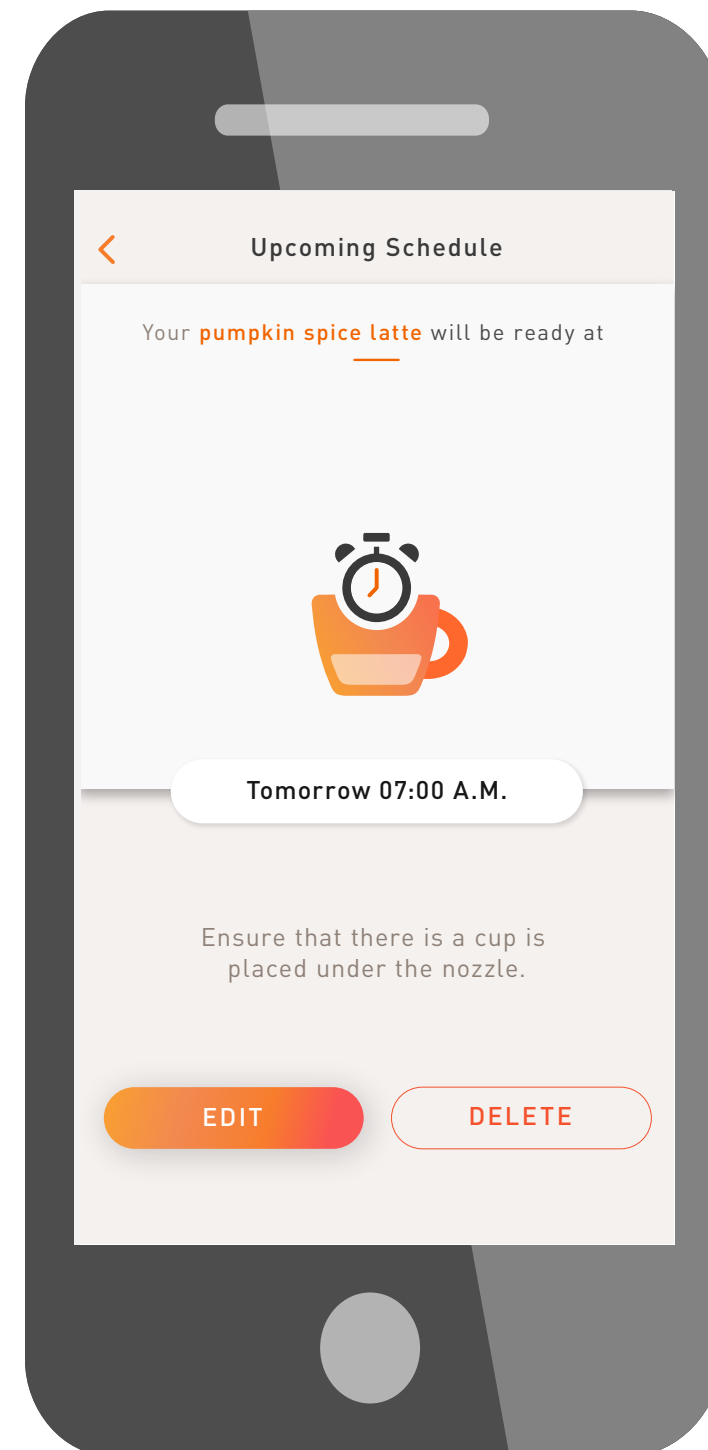 Upcoming Schedule
Your pumpkin spice latte will be ready at
Tomorrow 07:00 A.M.
Ensure that there is a cup is
placed under the nozzle.
EDIT
DELETE